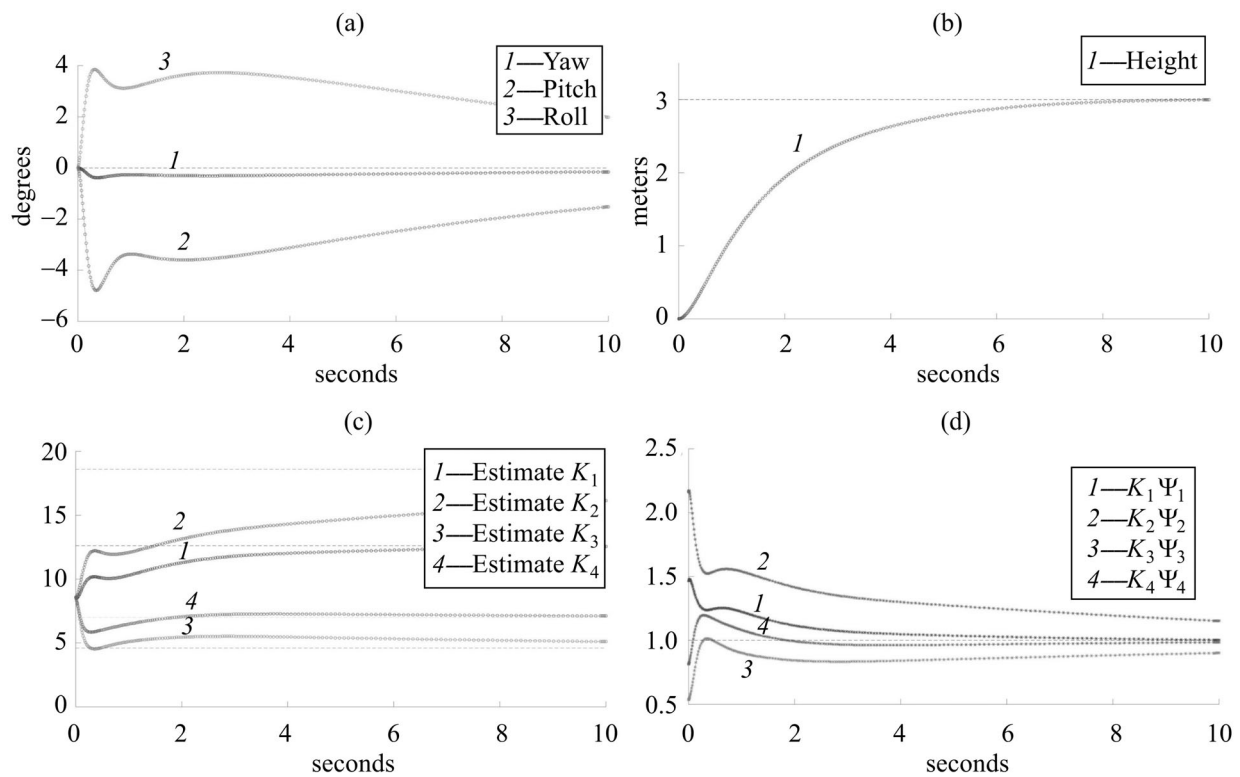 (a)
4
2
0
−2
−4
−6
degrees
3
1
2
1—Yaw
2—Pitch
3—Roll
0 2 4 6 8 10
seconds
(b)
3
2
1
0
meters
1
1—Height
0 2 4 6 8 10
seconds
(c)
20
15
10
5
0
2
1
4
3
1—Estimate K₁
2—Estimate K₂
3—Estimate K₃
4—Estimate K₄
0 2 4 6 8 10
seconds
(d)
2.5
2.0
1.5
1.0
0.5
2
1
4
3
1—K₁Ψ₁
2—K₂Ψ₂
3—K₃Ψ₃
4—K₄Ψ₄
0 2 4 6 8 10
seconds